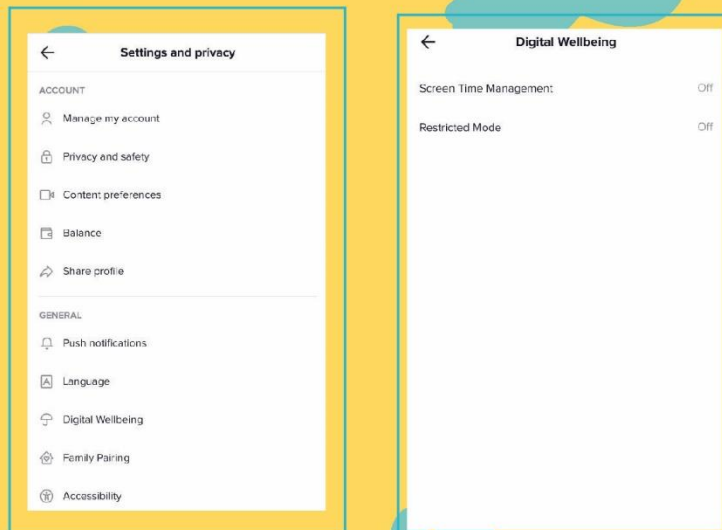 Settings and privacy
ACCOUNT
Manage my account
Privacy and safety
Content preferences
Balance
Share profile
GENERAL
Push notifications
Language
Digital Wellbeing
Family Pairing
Accessibility
Digital Wellbeing
Screen Time Management Off
Restricted Mode Off